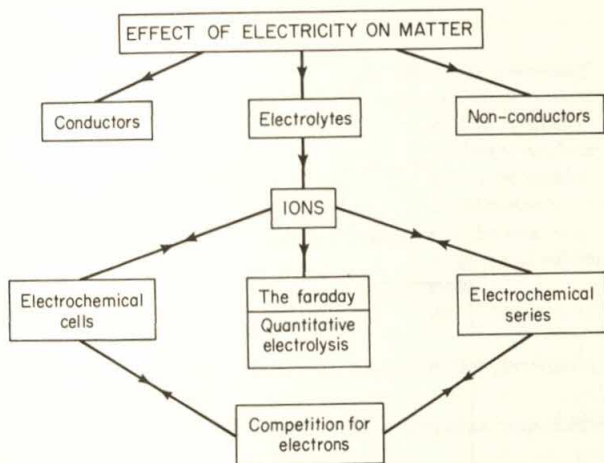 EFFECT OF ELECTRICITY ON MATTER
Conductors
Electrolytes
Non-conductors
IONS
Electrochemical
cells
The faraday
Quantitative
electrolysis
Electrochemical
series
Competition for
electrons